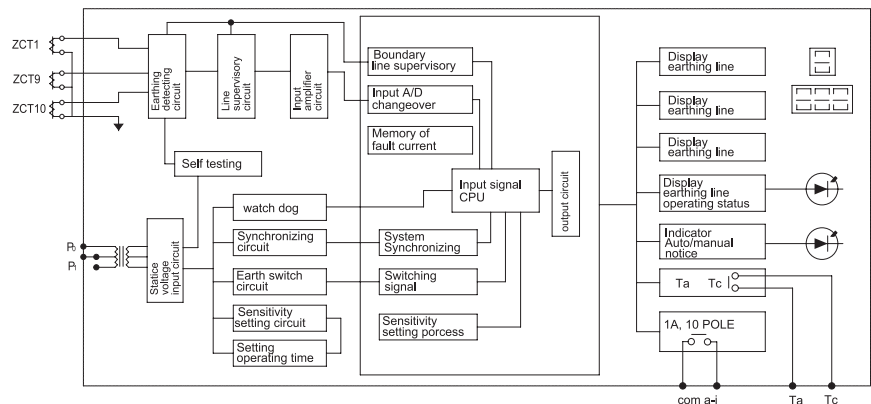 ZCT1
ZCT9
ZCT10
Earthing
detecting
circuit
Line
supervisory
circuit
Input
amplifier
circuit
Self testing
P0
P1
Statice
voltage
input circuit
watch dog
Synchronizing
circuit
Earth switch
circuit
Sensitivity
setting circuit
Setting
operating time
Boundary
line supervisory
Input A/D
changeover
Memory of
fault current
Input signal
CPU
output circuit
System
Synchronizing
Switching
signal
Sensitivity
setting porcess
Display
earthing line
Display
earthing line
Display
earthing line
Display
earthing line
operating status
Indicator
Auto/manual
notice
Ta Tc
1A, 10 POLE
com a-j Ta Tc